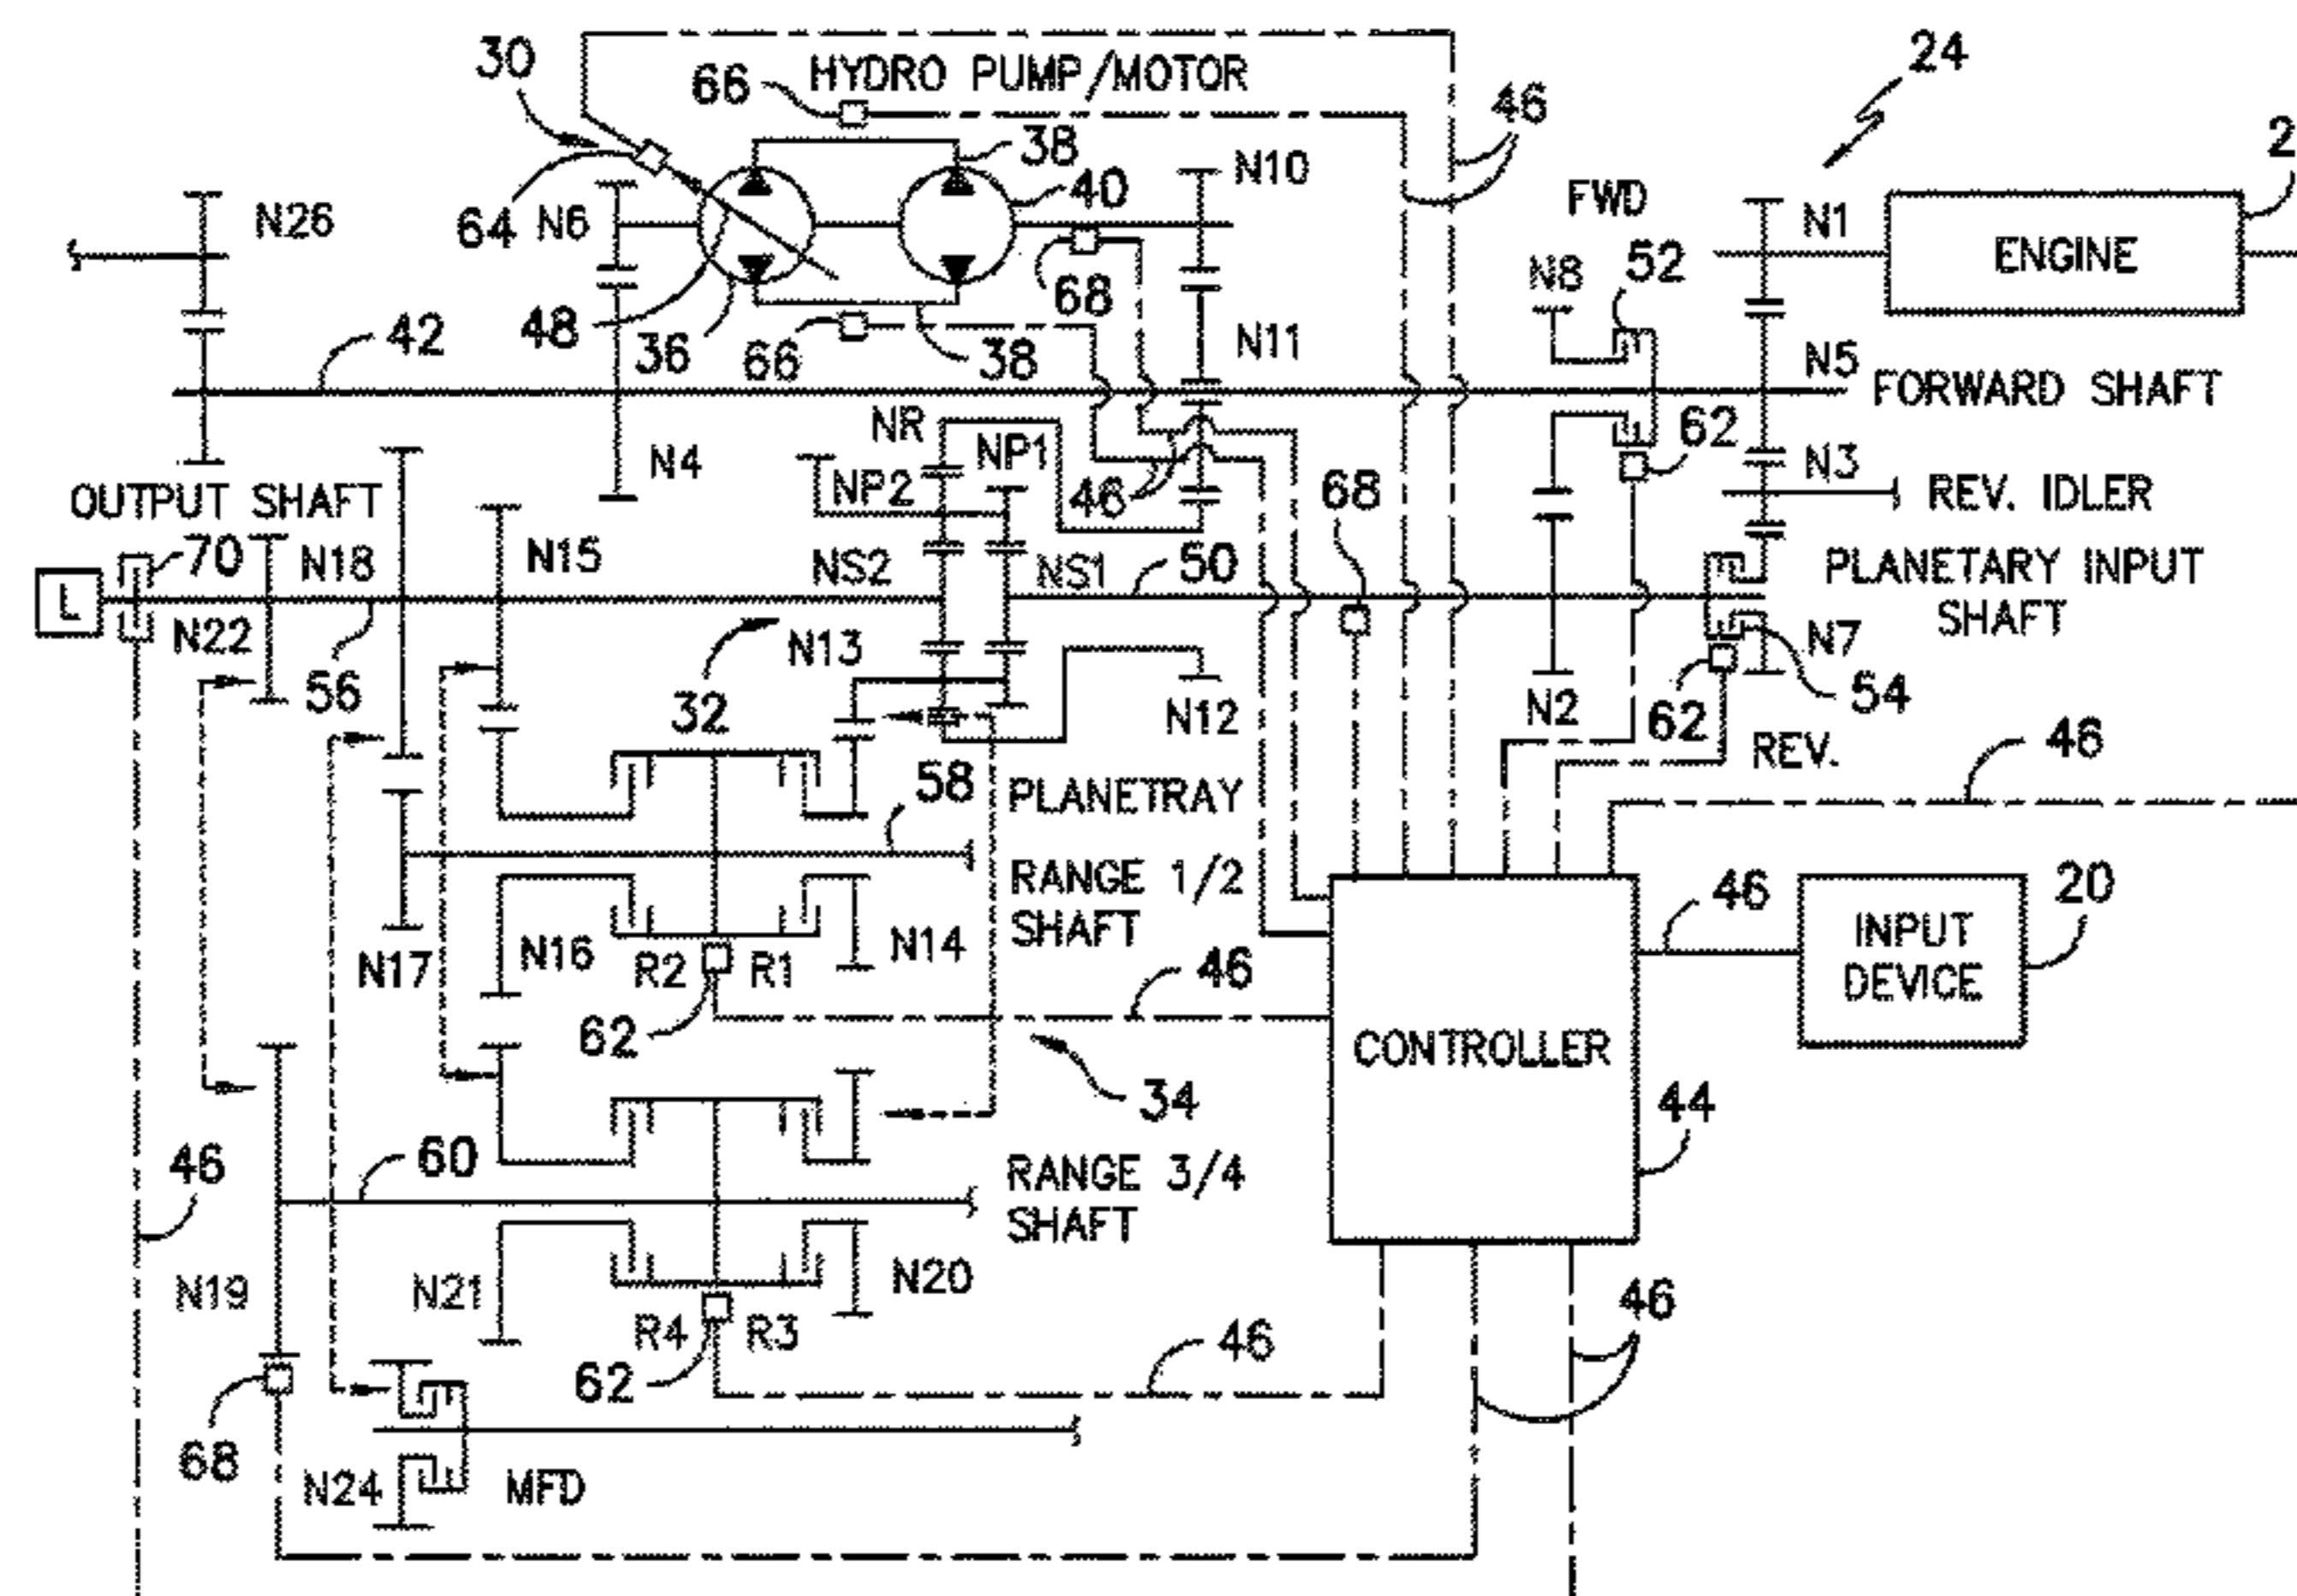 30
66
HYDRO PUMP/MOTOR
46
24
2
38
N10
40
FWD
64
N6
N26
N1
ENGINE
N8
52
68
48
36
66
38
N11
42
N5
FORWARD SHAFT
NR
NP1
N4
NP2
46
68
62
N3
REV. IDLER
OUTPUT SHAFT
70
N18
N15
NS2
NS1
50
PLANETARY INPUT
SHAFT
L
N22
56
N13
32
N12
N2
62
N7
54
REV.
46
58
PLANETRAY
RANGE 1/2
SHAFT
N17
N16
R2
R1
N14
62
46
46
INPUT
DEVICE
20
CONTROLLER
34
44
46
60
RANGE 3/4
SHAFT
N19
N21
R4
R3
N20
62
46
46
68
N24
MFD